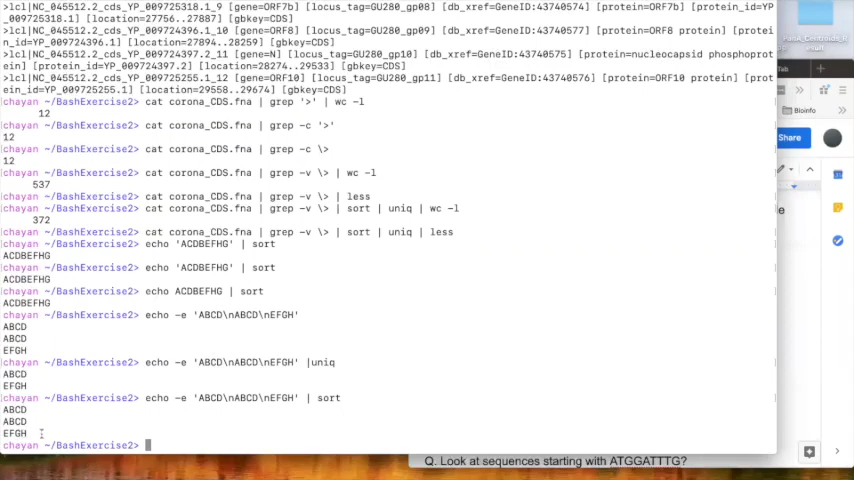 >lcl|NC_045512.2_cds_YP_009725318.1_9 [gene=ORF7b] [locus_tag=GU280_gp08] [db_xref=GeneID:43740574] [protein=ORF7b] [protein_id=YP
_009725318.1] [location=27756..27887] [gbkey=CDS]
>lcl|NC_045512.2_cds_YP_009724396.1_10 [gene=ORF8] [locus_tag=GU280_gp09] [db_xref=GeneID:43740577] [protein=ORF8 protein] [prote
in_id=YP_009724396.1] [location=27894..28259] [gbkey=CDS]
>lcl|NC_045512.2_cds_YP_009724397.2_11 [gene=N] [locus_tag=GU280_gp10] [db_xref=GeneID:43740575] [protein=nucleocapsid phosphoprot
ein] [protein_id=YP_009724397.2] [location=28274..29533] [gbkey=CDS]
>lcl|NC_045512.2_cds_YP_009725255.1_12 [gene=ORF10] [locus_tag=GU280_gp11] [db_xref=GeneID:43740576] [protein=ORF10 protein] [prot
ein_id=YP_009725255.1] [location=29558..29674] [gbkey=CDS]
chayan ~/BashExercise2> cat corona_CDS.fna | grep '>' | wc -l
12
chayan ~/BashExercise2> cat corona_CDS.fna | grep -c '>'
12
chayan ~/BashExercise2> cat corona_CDS.fna | grep -c \>
12
chayan ~/BashExercise2> cat corona_CDS.fna | grep -v \> | wc -l
537
chayan ~/BashExercise2> cat corona_CDS.fna | grep -v \> | less
chayan ~/BashExercise2> cat corona_CDS.fna | grep -v \> | sort | uniq | wc -l
372
chayan ~/BashExercise2> cat corona_CDS.fna | grep -v \> | sort | uniq | less
chayan ~/BashExercise2> echo 'ACDBEFHG' | sort
ACDBEFHG
chayan ~/BashExercise2> echo 'ACDBEFHG' | sort
ACDBEFHG
chayan ~/BashExercise2> echo ACDBEFHG | sort
ACDBEFHG
chayan ~/BashExercise2> echo -e 'ABCD\nABCD\nEFGH'
ABCD
ABCD
EFGH
chayan ~/BashExercise2> echo -e 'ABCD\nABCD\nEFGH' |uniq
ABCD
EFGH
chayan ~/BashExercise2> echo -e 'ABCD\nABCD\nEFGH' | sort
ABCD
ABCD
EFGH
chayan ~/BashExercise2>
Tab
Bioinfo
Share
e
Q. Look at sequences starting with ATGGATTTG?